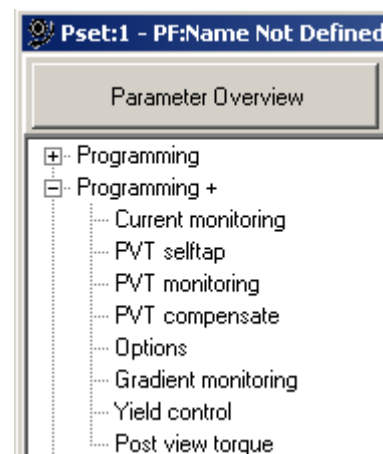 Pset:1 - PF:Name Not Defined
Parameter Overview
Programming
Programming +
Current monitoring
PVT selftap
PVT monitoring
PVT compensate
Options
Gradient monitoring
Yield control
Post view torque